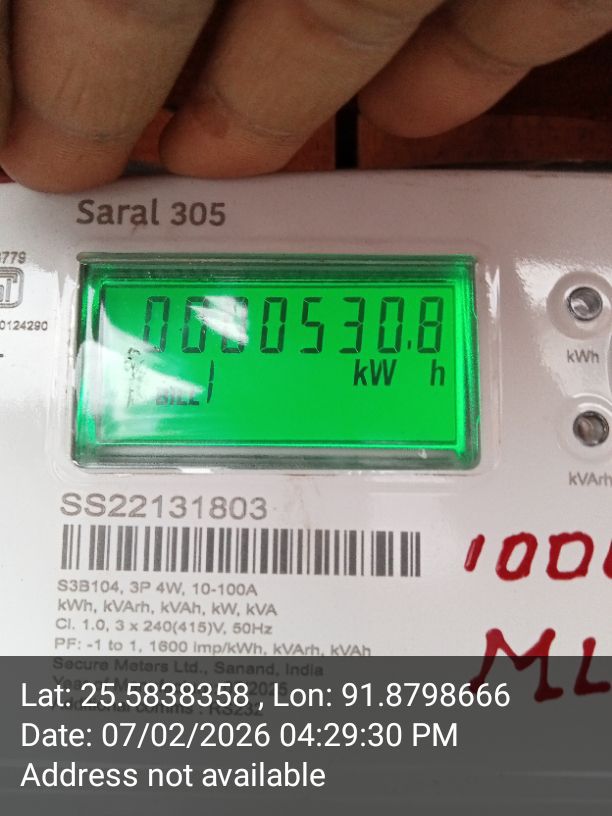 Saral 305
0000530.8
kW h
BILL 1
0124290
kWh
kVArh
SS22131803
S3B104, 3P 4W, 10-100A
kWh, kVArh, kVAh, kW, kVA
Cl. 1.0, 3 x 240(415)V, 50Hz
PF: -1 to 1, 1600 imp/kWh, kVArh, kVAh
Secure Meters Ltd., Sanand, India
Lat: 25.5838358 , Lon: 91.8798666
Date: 07/02/2026 04:29:30 PM
Address not available